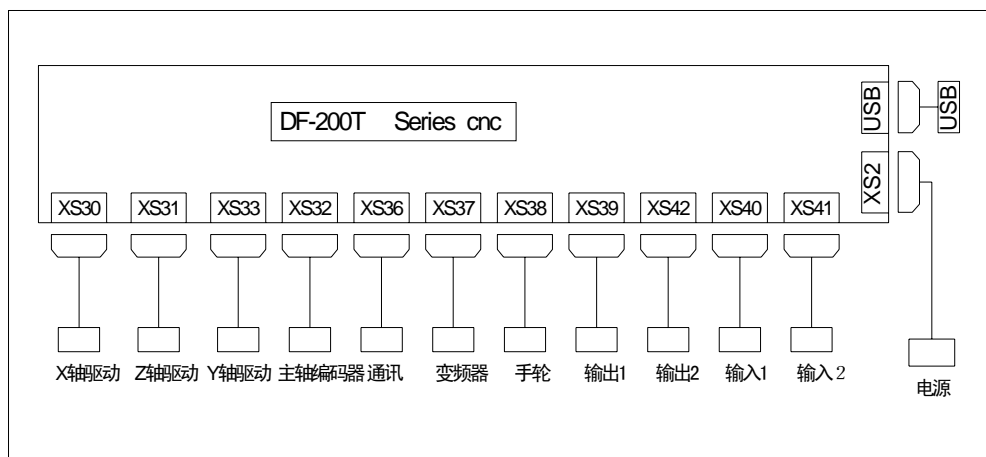 USB
USB
DF-200T Series cnc
XS2
XS30 XS31 XS33 XS32 XS36 XS37 XS38 XS39 XS42 XS40 XS41
X轴驱动 Z轴驱动 Y轴驱动 主轴编码器 通讯 变频器 手轮 输出1 输出2 输入1 输入2
电源